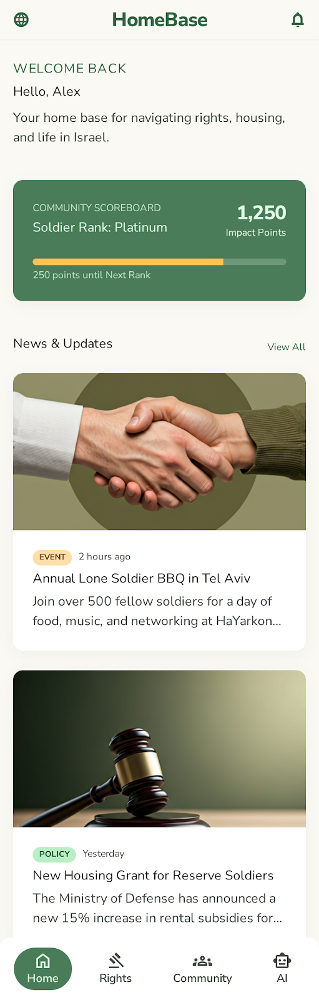 HomeBase
WELCOME BACK
Hello, Alex
Your home base for navigating rights, housing,
and life in Israel.
COMMUNITY SCOREBOARD
Soldier Rank: Platinum
1,250
Impact Points
250 points until Next Rank
News & Updates
View All
EVENT
2 hours ago
Annual Lone Soldier BBQ in Tel Aviv
Join over 500 fellow soldiers for a day of
food, music, and networking at HaYarkon...
POLICY
Yesterday
New Housing Grant for Reserve Soldiers
The Ministry of Defense has announced a
new 15% increase in rental subsidies for...
Home
Rights
Community
AI